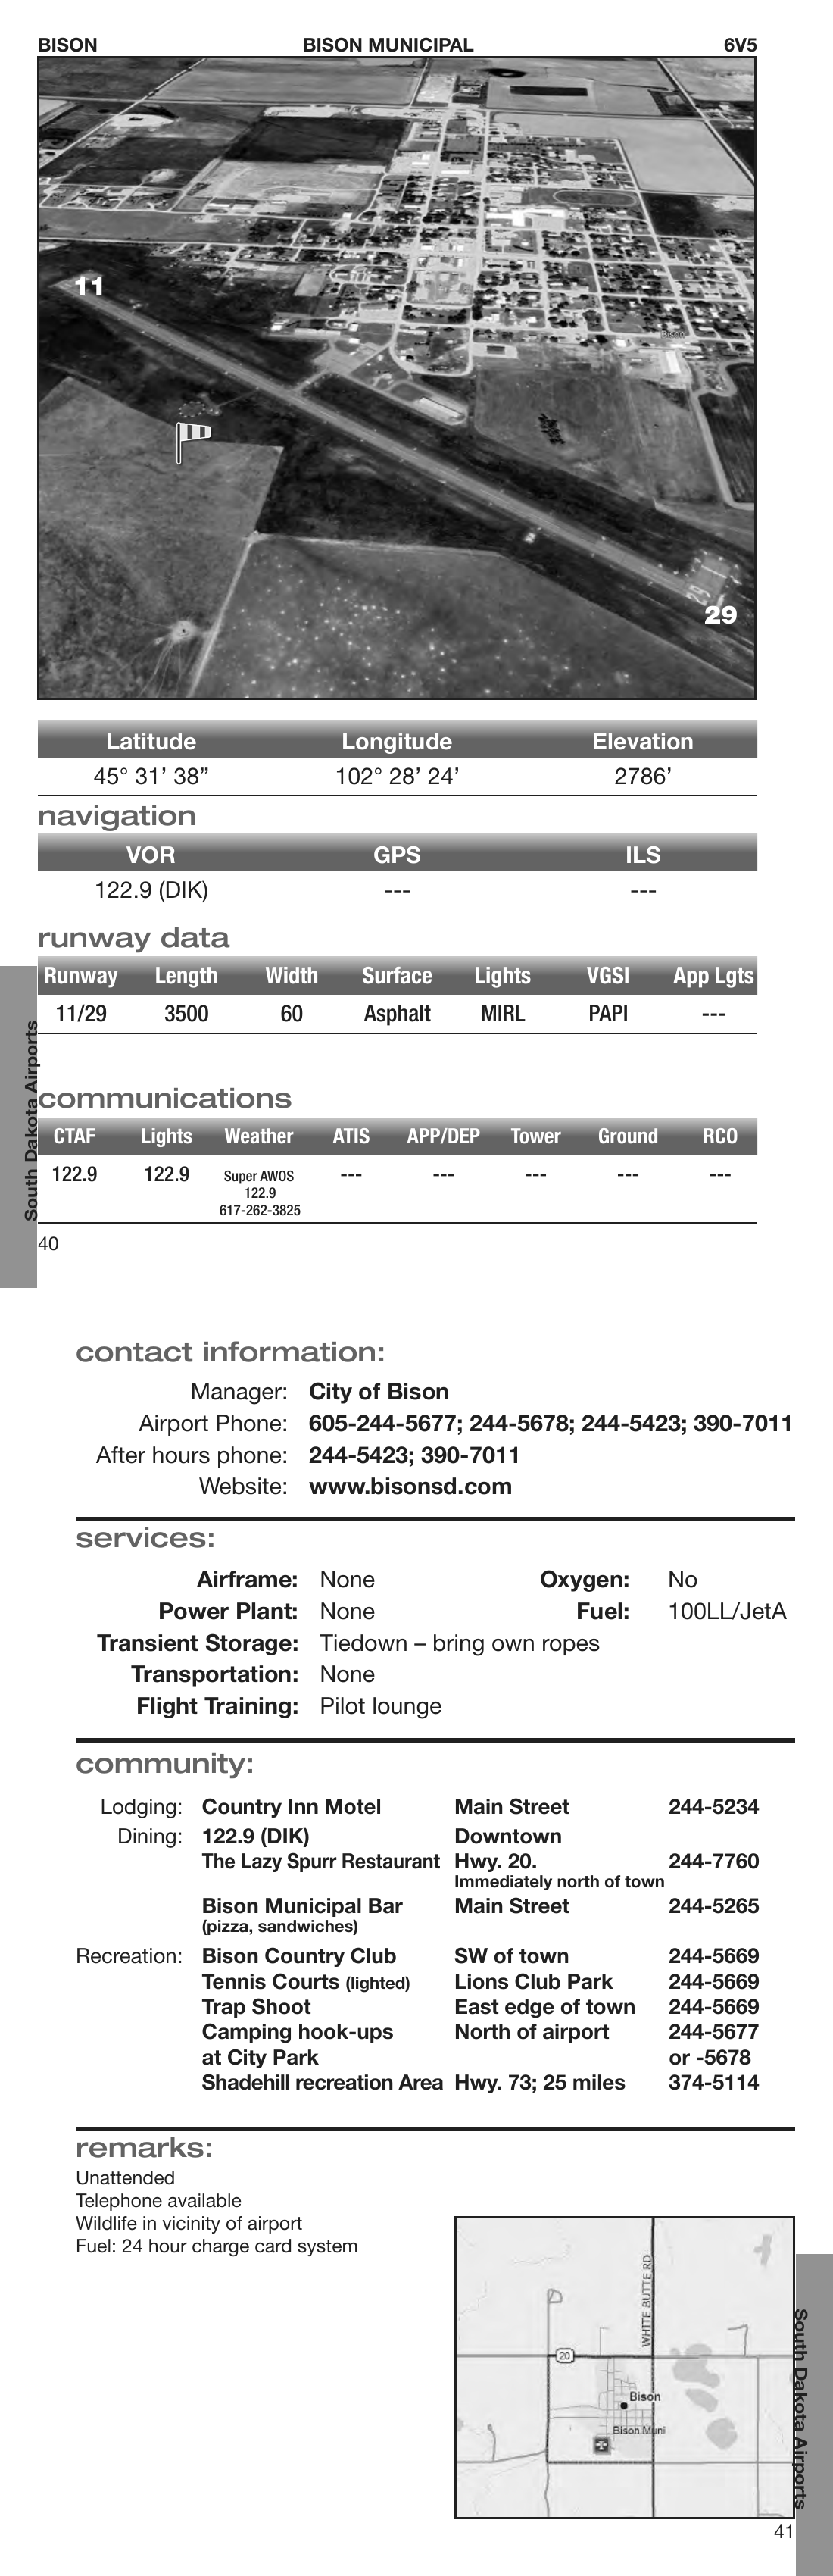 BISON BISON MUNICIPAL 6V5
11
Bison
29
Latitude Longitude Elevation
45° 31’ 38” 102° 28’ 24’ 2786’
navigation
VOR GPS ILS
122.9 (DIK) --- ---
runway data
Runway Length Width Surface Lights VGSI App Lgts
11/29 3500 60 Asphalt MIRL PAPI ---
communications
CTAF Lights Weather ATIS APP/DEP Tower Ground RCO
122.9 122.9 Super AWOS --- --- --- --- ---
122.9
617-262-3825
South Dakota Airports
40
contact information:
Manager: City of Bison
Airport Phone: 605-244-5677; 244-5678; 244-5423; 390-7011
After hours phone: 244-5423; 390-7011
Website: www.bisonsd.com
services:
Airframe: None Oxygen: No
Power Plant: None Fuel: 100LL/JetA
Transient Storage: Tiedown – bring own ropes
Transportation: None
Flight Training: Pilot lounge
community:
Lodging: Country Inn Motel Main Street 244-5234
Dining: 122.9 (DIK) Downtown
The Lazy Spurr Restaurant Hwy. 20. 244-7760
Immediately north of town
Bison Municipal Bar Main Street 244-5265
(pizza, sandwiches)
Recreation: Bison Country Club SW of town 244-5669
Tennis Courts (lighted) Lions Club Park 244-5669
Trap Shoot East edge of town 244-5669
Camping hook-ups North of airport 244-5677
at City Park or -5678
Shadehill recreation Area Hwy. 73; 25 miles 374-5114
remarks:
Unattended
Telephone available
Wildlife in vicinity of airport
Fuel: 24 hour charge card system
WHITE BUTTE RD
20
Bison
Bison Muni
South Dakota Airports
41